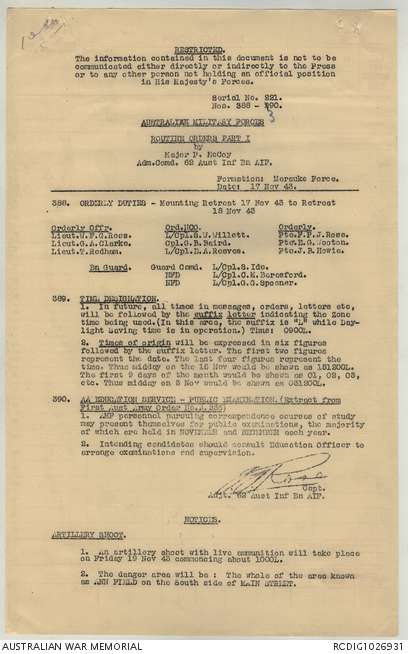 RESTRICTED.
The information contained in this document is not to be
communicated either directly or indirectly to the Press
or to any other person not holding an official position
in His Majesty's Forces.
Serial No. 221.
Nos. 388 - 390.
3
AUSTRALIAN MILITARY FORCES
ROUTINE ORDERS PART I
by
Major P. McCoy
Adm.Comd. 62 Aust Inf Bn AIF.
Formation: Merauke Force.
Date: 17 Nov 43.
388. ORDERLY DUTIES - Mounting Retreat 17 Nov 43 to Retreat
18 Nov 43
Orderly Offr. Ord.NCO. Orderly.
Lieut.W.F.G.Ross. L/Cpl.S.W.Willett. Pte.F.F.J.Rose.
Lieut.G.A.Clarke. Cpl.G.B.Baird. Pte.E.G.Wooton.
Lieut.T.Redham. L/Cpl.E.A.Reeves. Pte.J.R.Howie.
Bn Guard. Guard Comd. L/Cpl.S.Ide.
NFD L/Cpl.C.K.Beresford.
NFD L/Cpl.G.G.Spooner.
389. TIME DESIGNATION.
1. In future, all times in messages, orders, letters etc,
will be followed by the suffix letter indicating the Zone
time being used.(In this area, the suffix is "L" while Day-
light Saving time is in operation.) Thus: 0900L.
2. Times of origin will be expressed in six figures
followed by the suffix letter. The first two figures
represent the date. The last four figures represent the
time. Thus midday on the 15 Nov would be shown as 151200L.
The first 9 days of the month would be shown as 01, 02, 03,
etc. Thus midday on 3 Nov would be shown as 031200L.
390. AA EDUCATION SERVICE - PUBLIC EXAMINATION.(Extract from
First Aust Army Order No.
1. AMF personnel pursuing correspondence courses of study
may present themselves for public examinations, the majority
of which are held in NOVEMBER and DECEMBER each year.
2. Intending candidates should consult Education Officer to
arrange examinations and supervision.
Capt.
Adjt. 62 Aust Inf Bn AIF.
NOTICES.
ARTILLERY SHOOT.
1. An artillery shoot with live ammunition will take place
on Friday 19 Nov 43 commencing about 1000L.
2. The danger area will be : The whole of the area known
as ANN FIELD on the South side of MAIN STREET.
AUSTRALIAN WAR MEMORIAL
RCDIG1026931